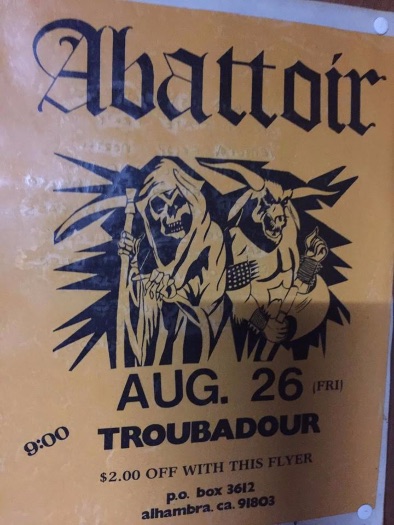 Abattoir
AUG. 26 (FRI)
9:00
TROUBADOUR
$2.00 OFF WITH THIS FLYER
p.o. box 3612
alhambra. ca. 91803